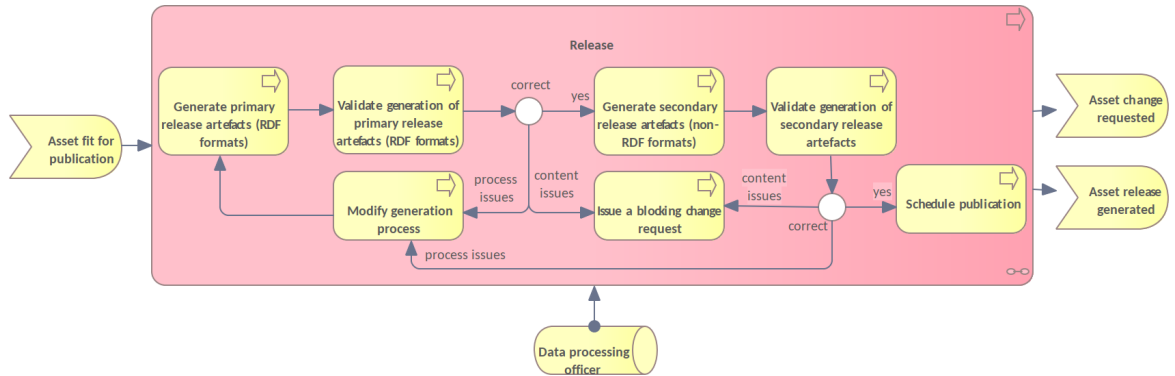 Release
Asset fit for
publication
Generate primary
release artefacts (RDF
formats)
Validate generation of
primary release
artefacts (RDF formats)
correct
yes
Generate secondary
release artefacts (non-
RDF formats)
Validate generation of
secondary release
artefacts
Asset change
requested
process
issues
content
issues
Modify generation
process
Issue a blocking change
request
content
issues
correct
yes
Schedule publication
Asset release
generated
process issues
Data processing
officer